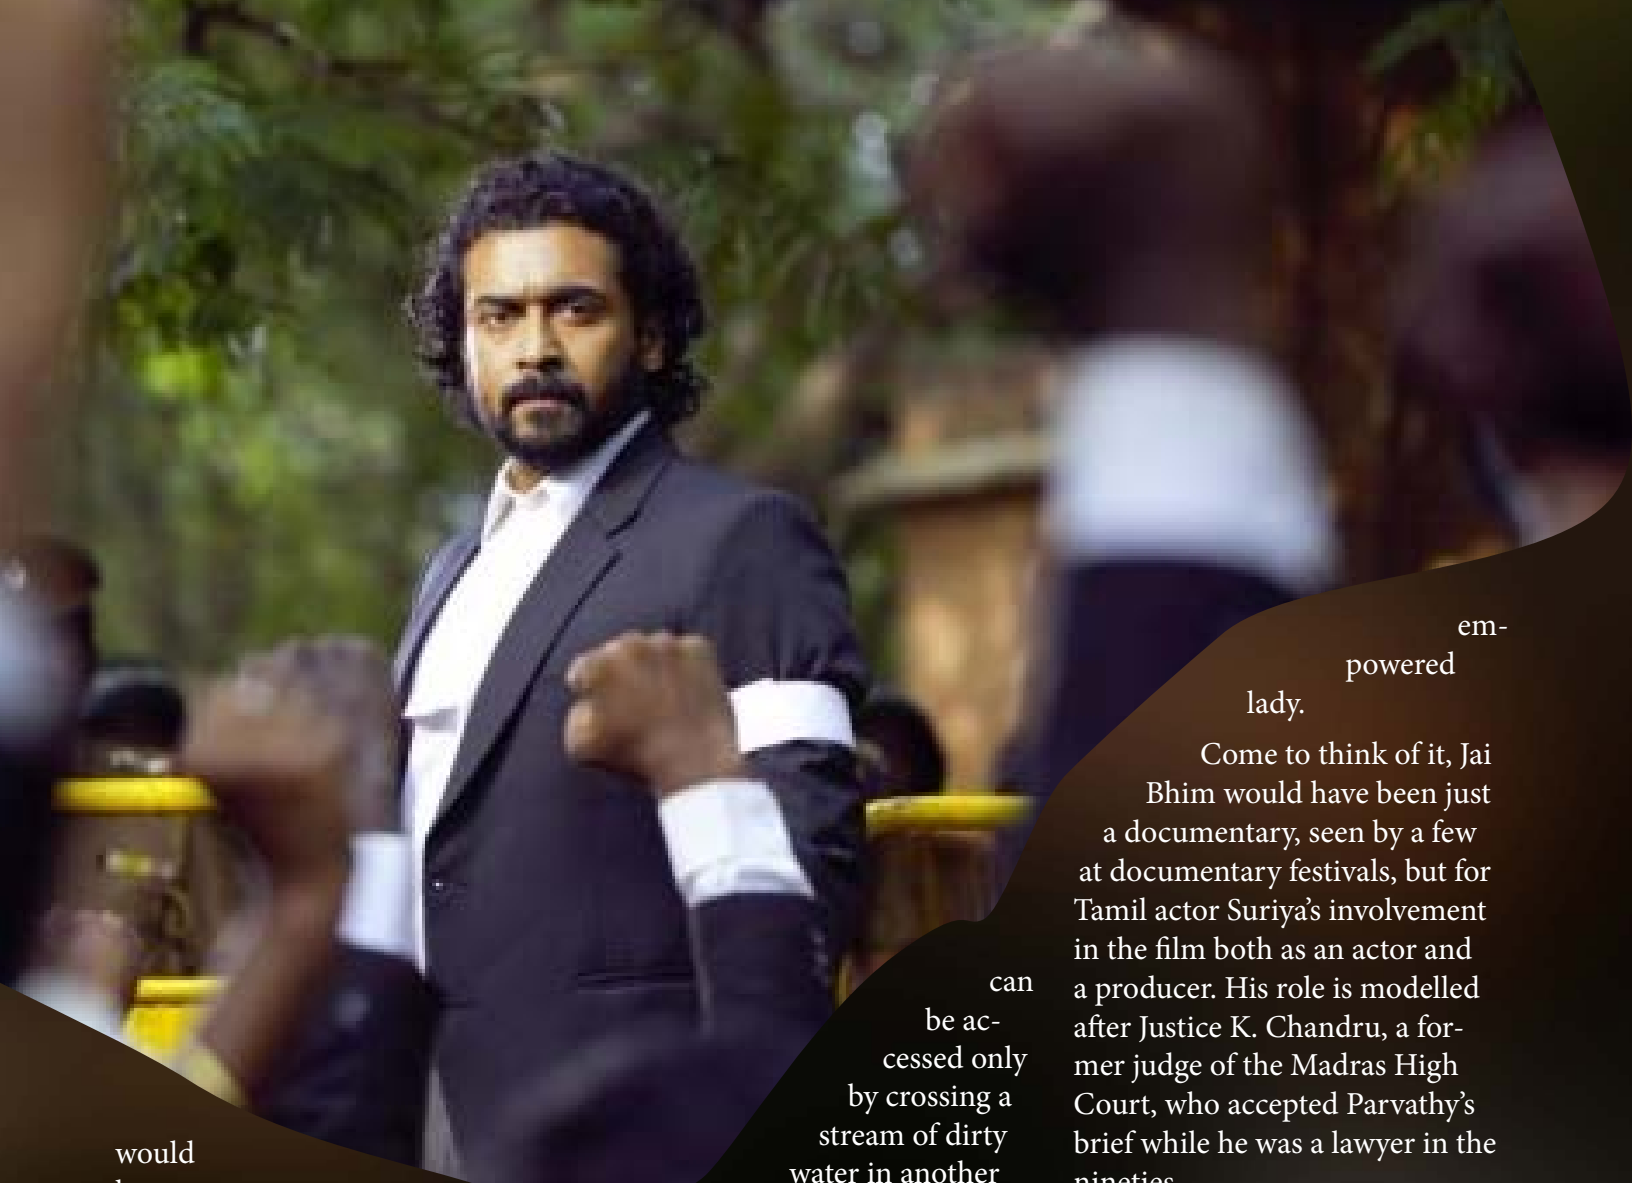 would
can
be ac-
cessed only
by crossing a
stream of dirty
water in another
em-
powered
lady.
Come to think of it, Jai
Bhim would have been just
a documentary, seen by a few
at documentary festivals, but for
Tamil actor Suriya’s involvement
in the film both as an actor and
a producer. His role is modelled
after Justice K. Chandru, a for-
mer judge of the Madras High
Court, who accepted Parvathy’s
brief while he was a lawyer in the
nineties.